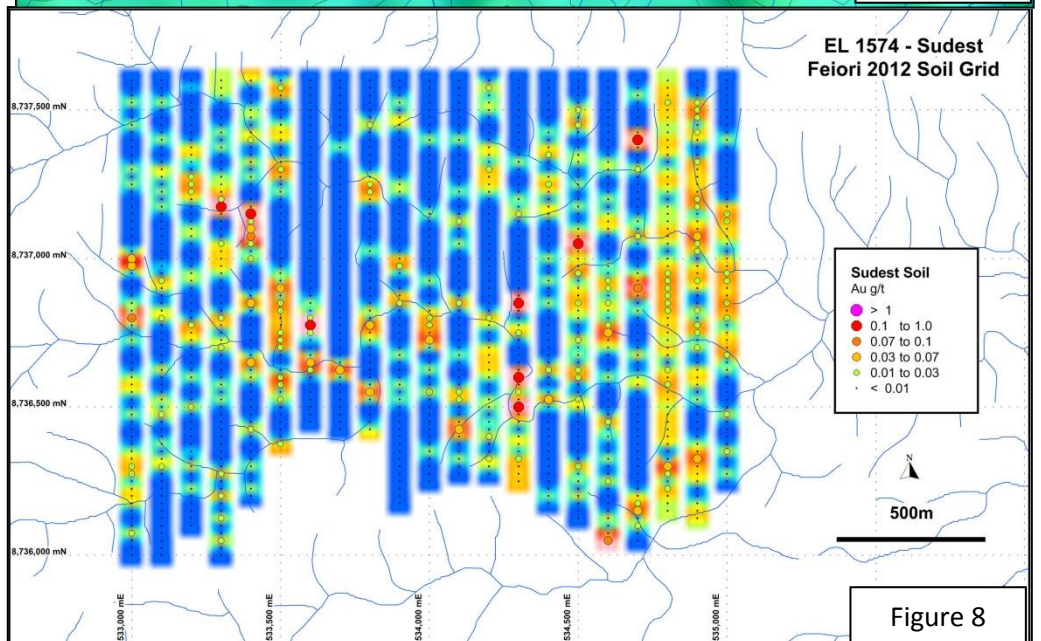 EL 1574 - Sudest
Feiori 2012 Soil Grid
8,737,500 mN
8,737,000 mN
8,736,500 mN
8,736,000 mN
Sudest Soil
Au g/t
> 1
0.1 to 1.0
0.07 to 0.1
0.03 to 0.07
0.01 to 0.03
< 0.01
N
500m
533,000 mE
533,500 mE
534,000 mE
534,500 mE
535,000 mE
Figure 8